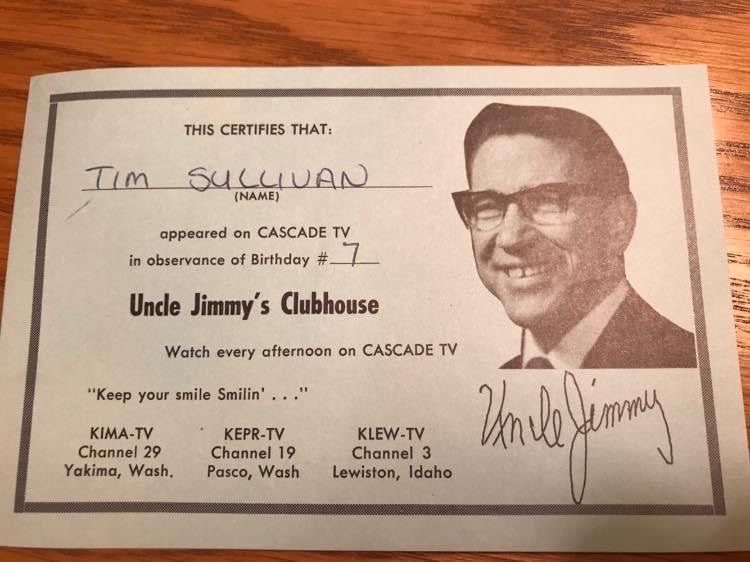 THIS CERTIFIES THAT:
TIM SULLIVAN
(NAME)
appeared on CASCADE TV
in observance of Birthday # 7
Uncle Jimmy's Clubhouse
Watch every afternoon on CASCADE TV
"Keep your smile Smilin' . . ."
KIMA-TV KEPR-TV KLEW-TV
Channel 29 Channel 19 Channel 3
Yakima, Wash. Pasco, Wash Lewiston, Idaho
Uncle Jimmy